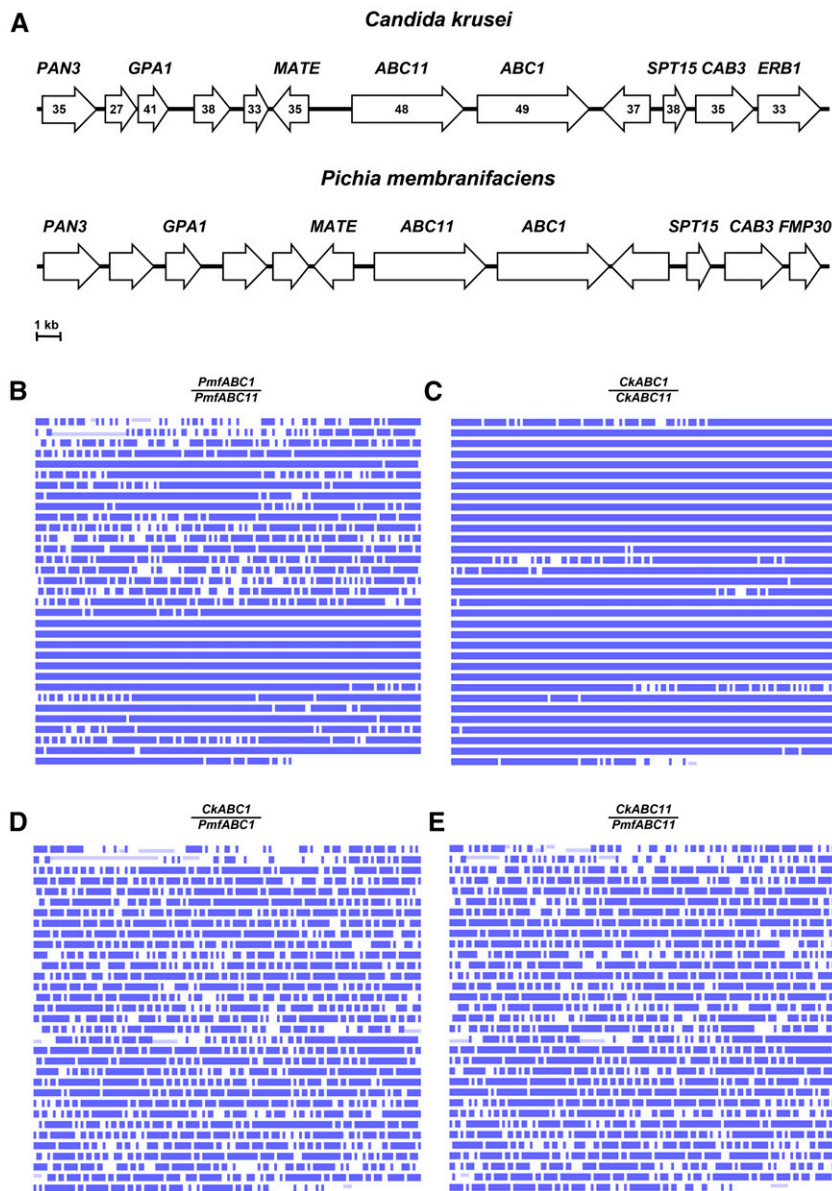 A
Candida krusei
PAN3 GPA1 MATE ABC11 ABC1 SPT15 CAB3 ERB1
35 27 41 38 33 35 48 49 37 38 35 33
Pichia membranifaciens
PAN3 GPA1 MATE ABC11 ABC1 SPT15 CAB3 FMP30
1 kb
B
PmfABC1
PmfABC11
C
CkABC1
CkABC11
D
CkABC1
PmfABC1
E
CkABC11
PmfABC11